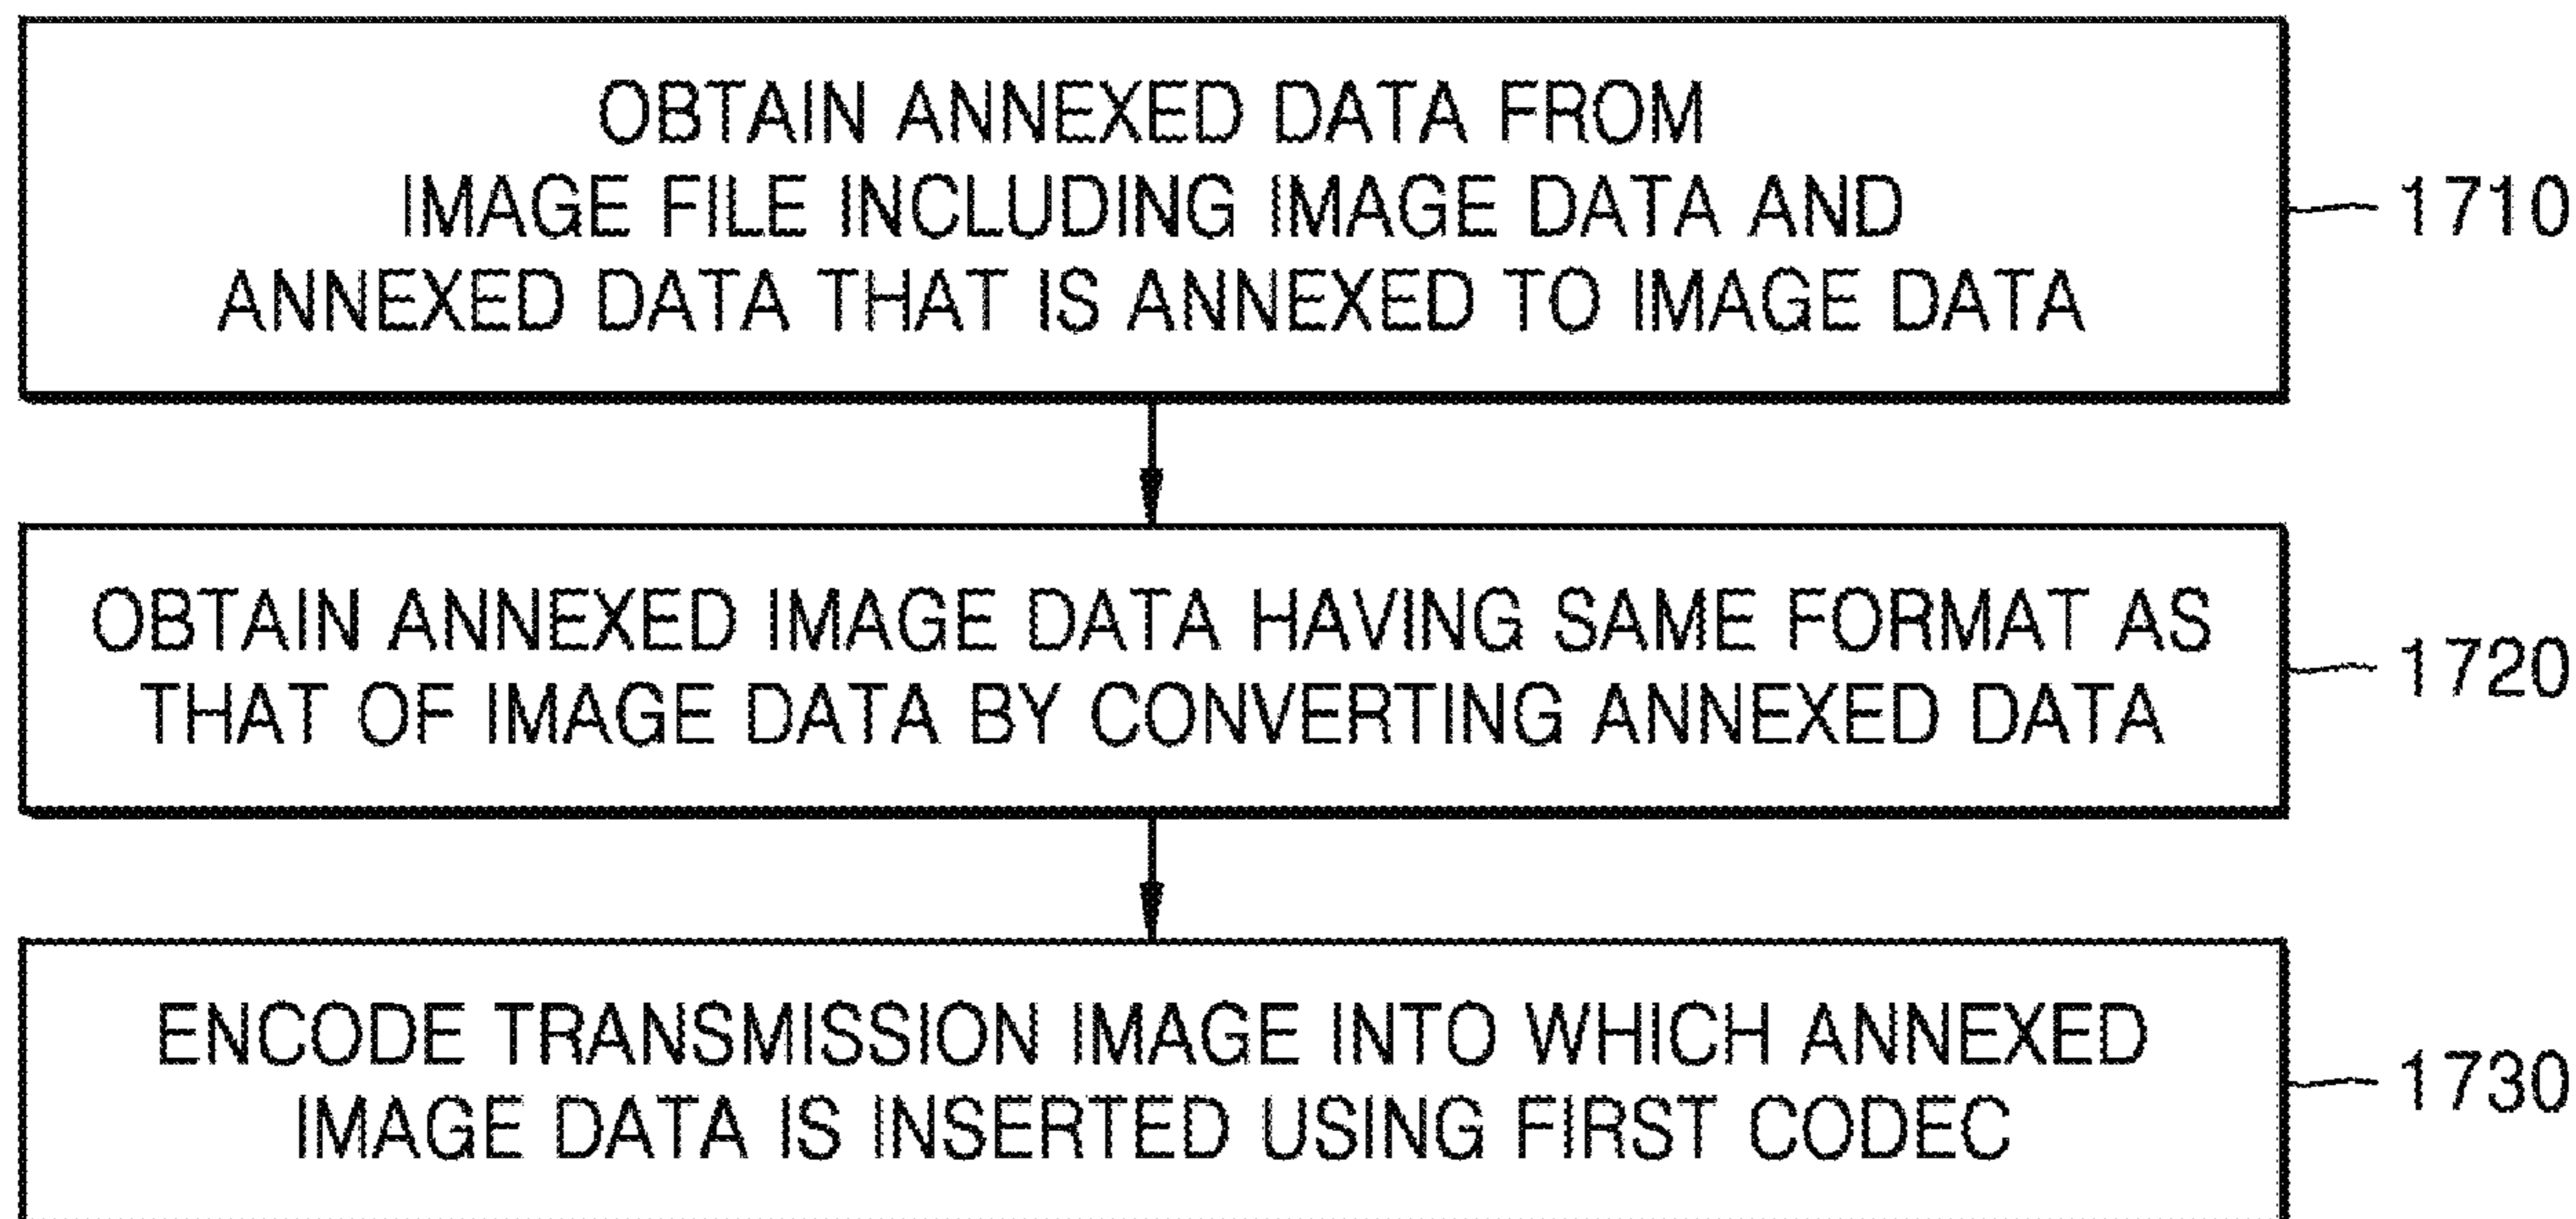 OBTAIN ANNEXED DATA FROM
IMAGE FILE INCLUDING IMAGE DATA AND
ANNEXED DATA THAT IS ANNEXED TO IMAGE DATA
1710
OBTAIN ANNEXED IMAGE DATA HAVING SAME FORMAT AS
THAT OF IMAGE DATA BY CONVERTING ANNEXED DATA
1720
ENCODE TRANSMISSION IMAGE INTO WHICH ANNEXED
IMAGE DATA IS INSERTED USING FIRST CODEC
1730